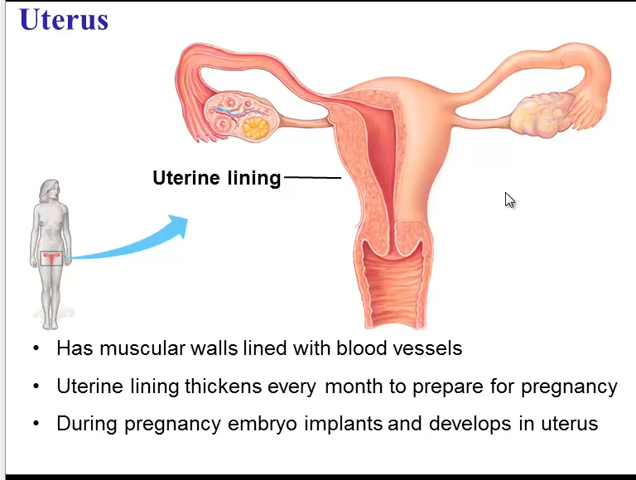 Uterus
Uterine lining
• Has muscular walls lined with blood vessels
• Uterine lining thickens every month to prepare for pregnancy
• During pregnancy embryo implants and develops in uterus